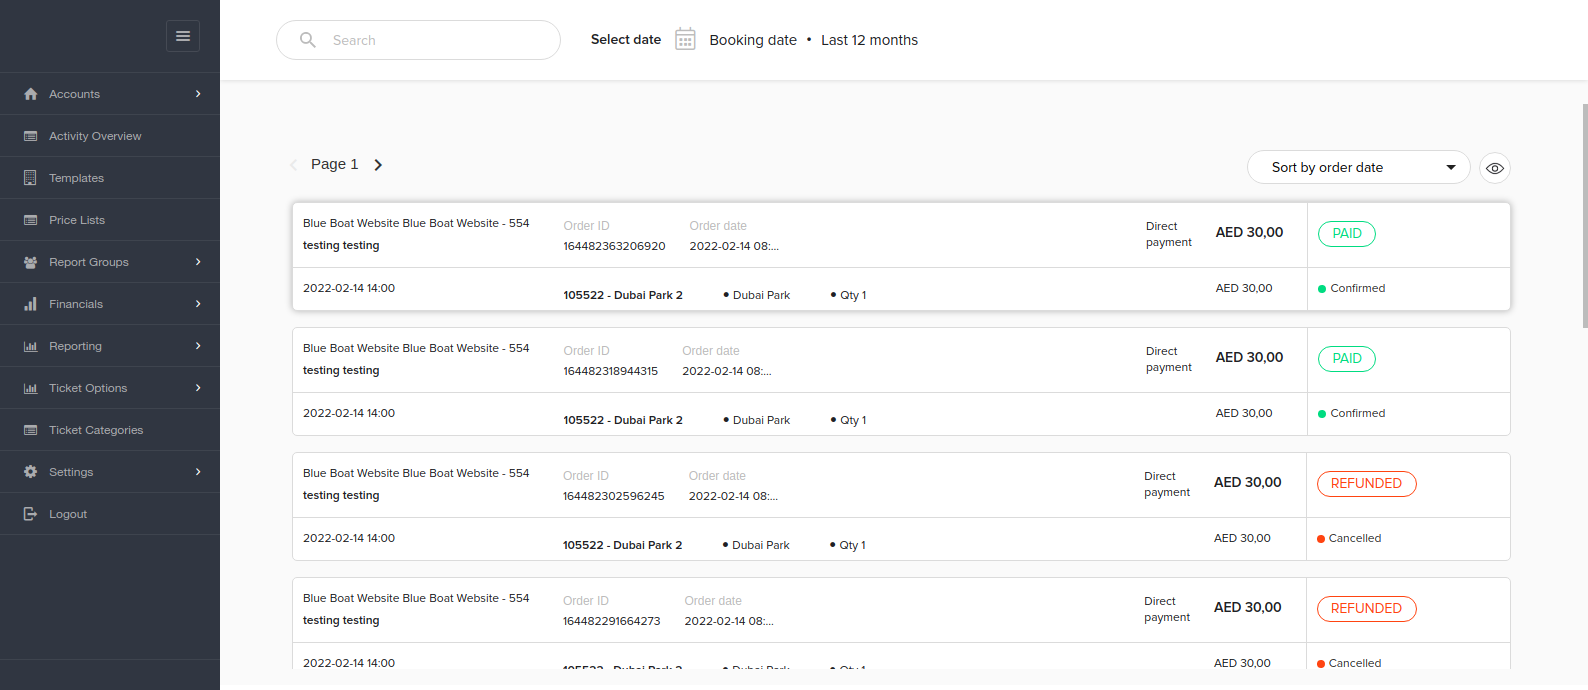 Search
Select date
Booking date • Last 12 months
Accounts
Activity Overview
Templates
Price Lists
Report Groups
Financials
Reporting
Ticket Options
Ticket Categories
Settings
Logout
Page 1
Sort by order date
Blue Boat Website Blue Boat Website - 554
testing testing
Order ID
164482363206920
Order date
2022-02-14 08:...
Direct
payment
AED 30,00
PAID
2022-02-14 14:00
105522 - Dubai Park 2
• Dubai Park
• Qty 1
AED 30,00
Confirmed
Blue Boat Website Blue Boat Website - 554
testing testing
Order ID
164482318944315
Order date
2022-02-14 08:...
Direct
payment
AED 30,00
PAID
2022-02-14 14:00
105522 - Dubai Park 2
• Dubai Park
• Qty 1
AED 30,00
Confirmed
Blue Boat Website Blue Boat Website - 554
testing testing
Order ID
164482302596245
Order date
2022-02-14 08:...
Direct
payment
AED 30,00
REFUNDED
2022-02-14 14:00
105522 - Dubai Park 2
• Dubai Park
• Qty 1
AED 30,00
Cancelled
Blue Boat Website Blue Boat Website - 554
testing testing
Order ID
164482291664273
Order date
2022-02-14 08:...
Direct
payment
AED 30,00
REFUNDED
2022-02-14 14:00
105522 - Dubai Park 2
• Dubai Park
• Qty 1
AED 30,00
Cancelled